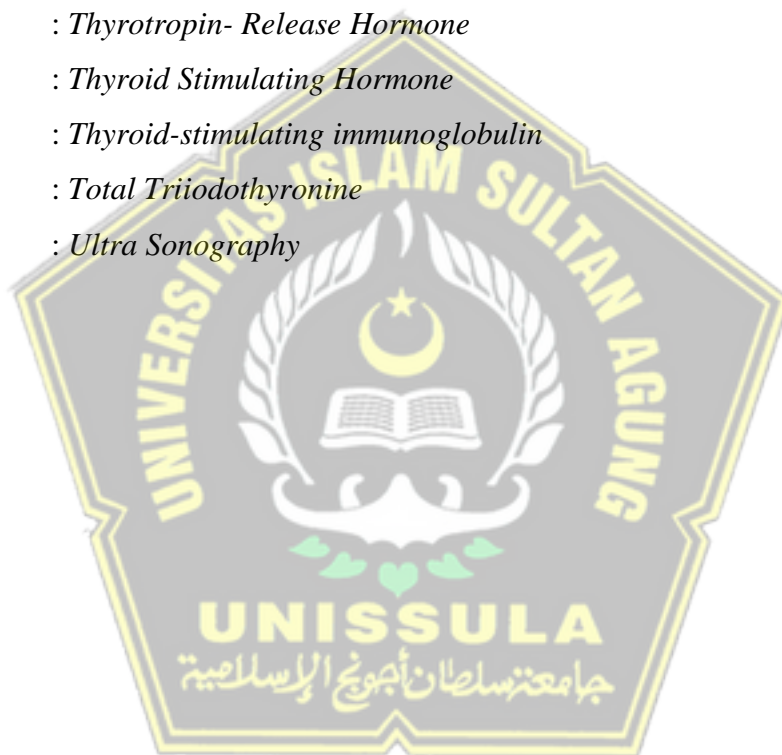 : Thyrotropin- Release Hormone
: Thyroid Stimulating Hormone
: Thyroid-stimulating immunoglobulin
: Total Triiodothyronine
: Ultra Sonography
UNIVERSITAS ISLAM SULTAN AGUNG
UNISSULA
جامعة سلطان أجونج الإسلامية